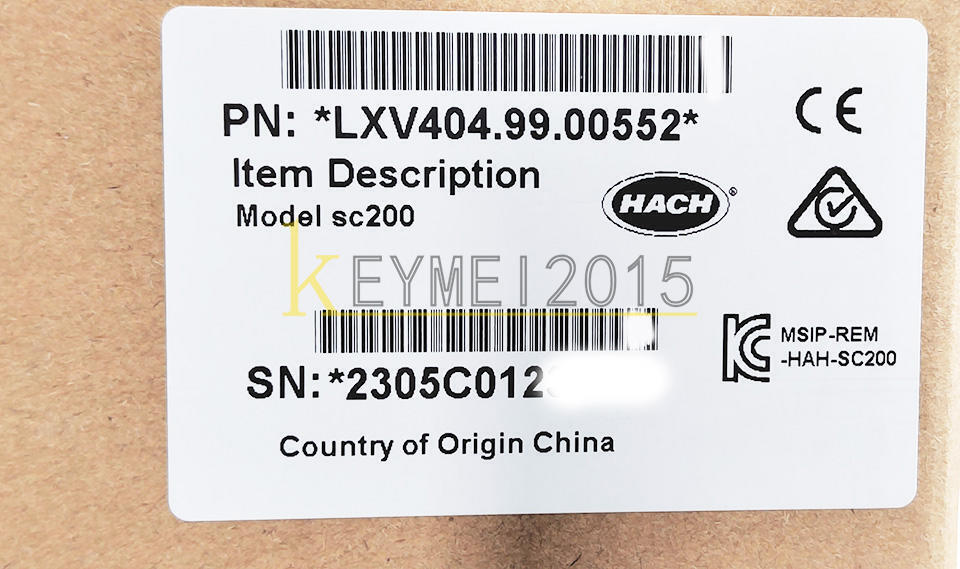 PN: *LXV404.99.00552*
CE
Item Description
HACH®
Model sc200
KEYMEI2015
MSIP-REM
-HAH-SC200
SN:*2305C012
Country of Origin China